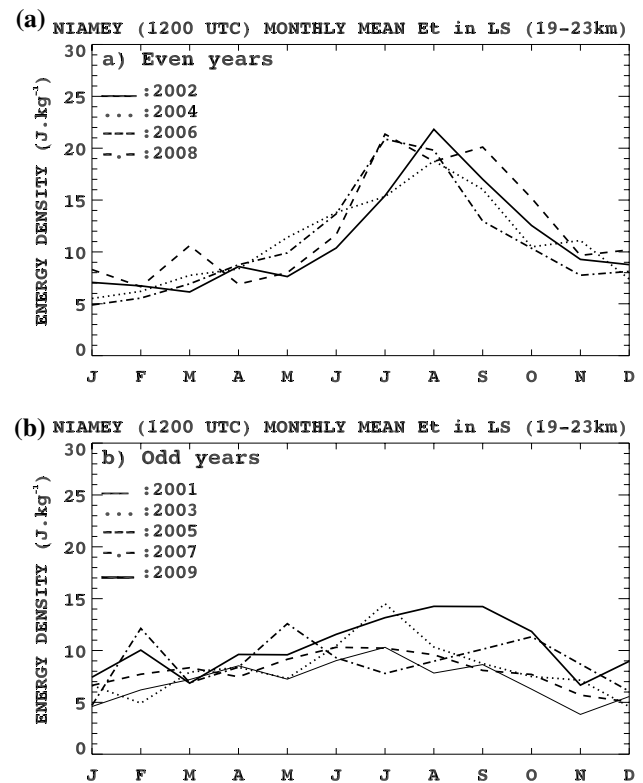 (a) NIAMEY (1200 UTC) MONTHLY MEAN Et in LS (19-23km)
30
a) Even years
:2002
:2004
:2006
:2008
25
20
15
10
5
0
ENERGY DENSITY (J.kg⁻¹)
J F M A M J J A S O N D
(b) NIAMEY (1200 UTC) MONTHLY MEAN Et in LS (19-23km)
30
b) Odd years
:2001
:2003
:2005
:2007
:2009
25
20
15
10
5
0
ENERGY DENSITY (J.kg⁻¹)
J F M A M J J A S O N D